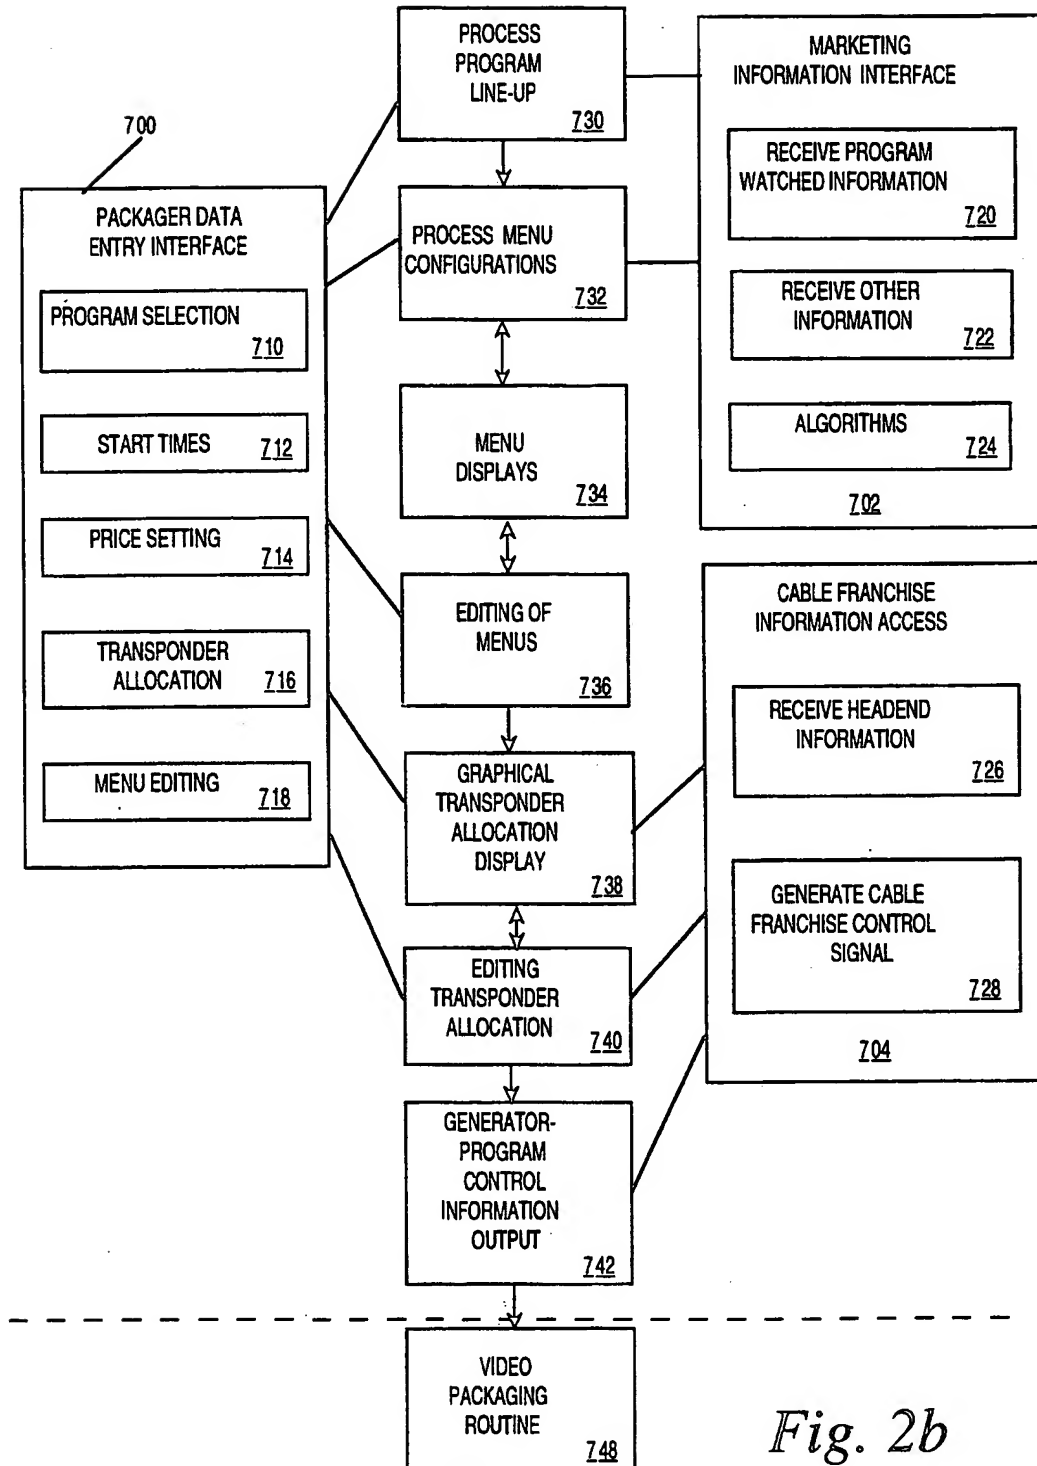 PROCESS
PROGRAM
LINE-UP
730
MARKETING
INFORMATION INTERFACE
RECEIVE PROGRAM
WATCHED INFORMATION
720
RECEIVE OTHER
INFORMATION
722
ALGORITHMS
724
702
700
PACKAGER DATA
ENTRY INTERFACE
PROGRAM SELECTION
710
START TIMES
712
PRICE SETTING
714
TRANSPONDER
ALLOCATION
716
MENU EDITING
718
PROCESS MENU
CONFIGURATIONS
732
MENU
DISPLAYS
734
EDITING OF
MENUS
736
GRAPHICAL
TRANSPONDER
ALLOCATION
DISPLAY
738
EDITING
TRANSPONDER
ALLOCATION
740
GENERATOR-
PROGRAM
CONTROL
INFORMATION
OUTPUT
742
CABLE FRANCHISE
INFORMATION ACCESS
RECEIVE HEADEND
INFORMATION
726
GENERATE CABLE
FRANCHISE CONTROL
SIGNAL
728
704
VIDEO
PACKAGING
ROUTINE
748
Fig. 2b